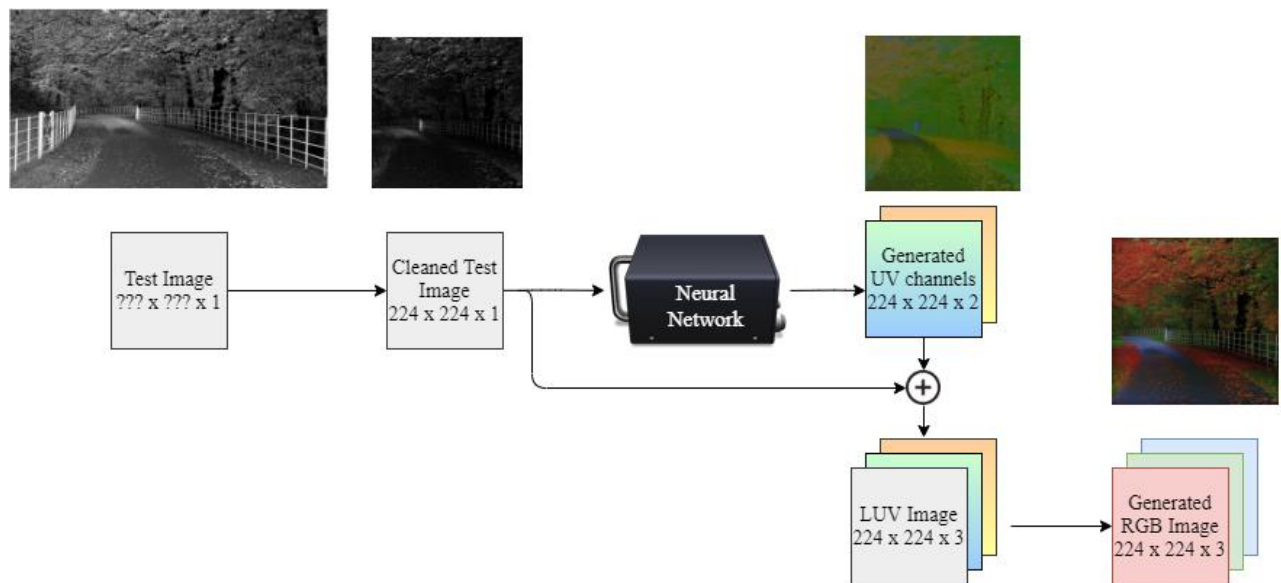 Test Image
??? x ??? x 1
Cleaned Test
Image
224 x 224 x 1
Neural
Network
Generated
UV channels
224 x 224 x 2
LUV Image
224 x 224 x 3
Generated
RGB Image
224 x 224 x 3